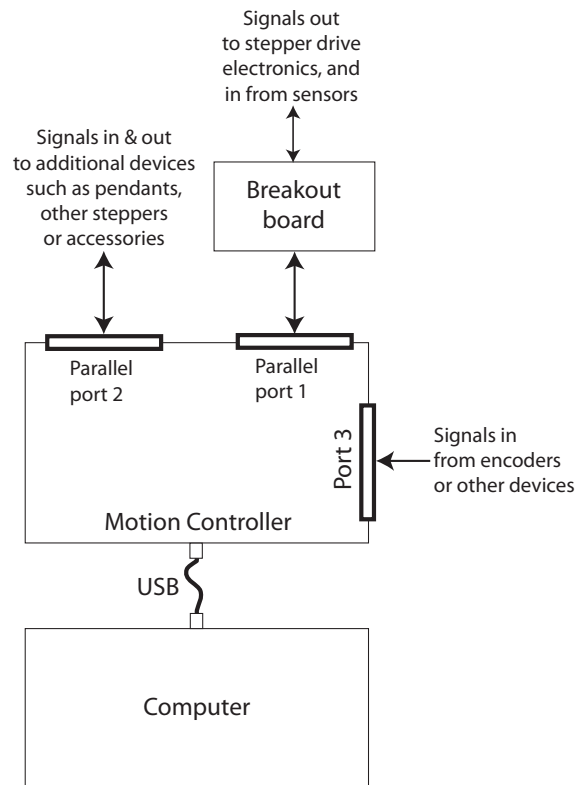 Signals out
to stepper drive
electronics, and
in from sensors
Signals in & out
to additional devices
such as pendants,
other steppers
or accessories
Breakout
board
Parallel
port 2
Parallel
port 1
Port 3
Signals in
from encoders
or other devices
Motion Controller
USB
Computer